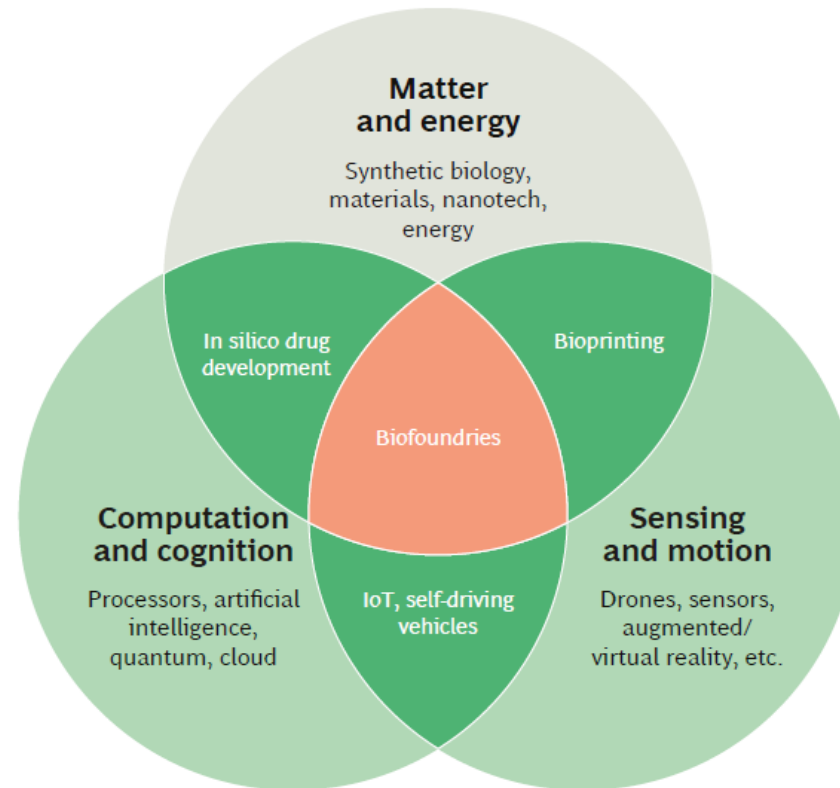 Matter
and energy
Synthetic biology,
materials, nanotech,
energy
In silico drug
development
Bioprinting
Biofoundries
Computation
and cognition
Processors, artificial
intelligence,
quantum, cloud
IoT, self-driving
vehicles
Sensing
and motion
Drones, sensors,
augmented/
virtual reality, etc.